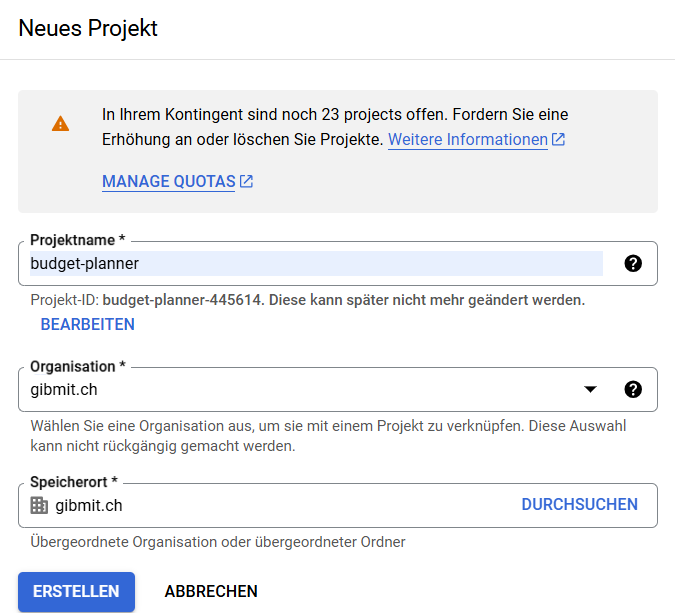 Neues Projekt
In Ihrem Kontingent sind noch 23 projects offen. Fordern Sie eine
Erhöhung an oder löschen Sie Projekte. Weitere Informationen
MANAGE QUOTAS
Projektname *
budget-planner
Projekt-ID: budget-planner-445614. Diese kann später nicht mehr geändert werden.
BEARBEITEN
Organisation *
gibmit.ch
Wählen Sie eine Organisation aus, um sie mit einem Projekt zu verknüpfen. Diese Auswahl
kann nicht rückgängig gemacht werden.
Speicherort *
gibmit.ch DURCHSUCHEN
Übergeordnete Organisation oder übergeordneter Ordner
ERSTELLEN ABBRECHEN